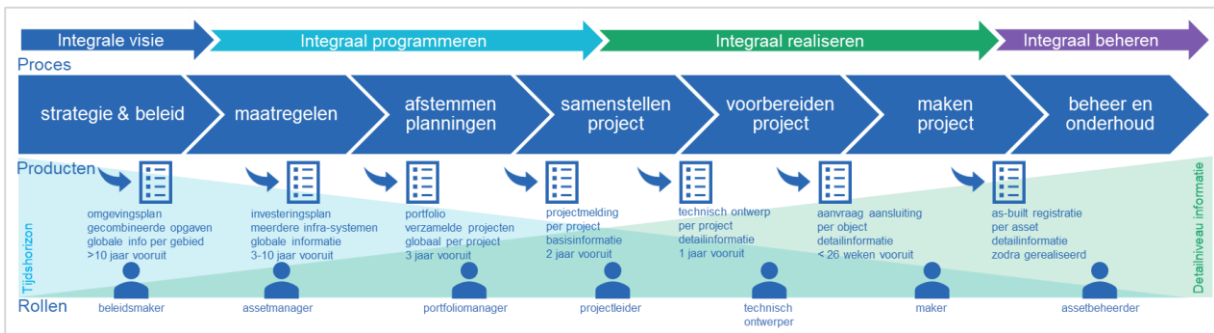 Integrale visie
Integraal programmeren
Integraal realiseren
Integraal beheren
Proces
strategie & beleid
maatregelen
afstemmen
planningen
samenstellen
project
voorbereiden
project
maken
project
beheer en
onderhoud
Producten
omgevingsplan
gecombineerde opgaven
globale info per gebied
>10 jaar vooruit
investeringsplan
meerdere infra-systemen
globale informatie
3-10 jaar vooruit
portfolio
verzamelde projecten
globaal per project
3 jaar vooruit
projectmelding
per project
basisinformatie
2 jaar vooruit
technisch ontwerp
per project
detailinformatie
1 jaar vooruit
aanvraag aansluiting
per object
detailinformatie
< 26 weken vooruit
as-built registratie
per asset
detailinformatie
zodra gerealiseerd
Tijdshorizon
Detailniveau informatie
Rollen
beleidsmaker
assetmanager
portfoliomanager
projectleider
technisch
ontwerper
maker
assetbeheerder